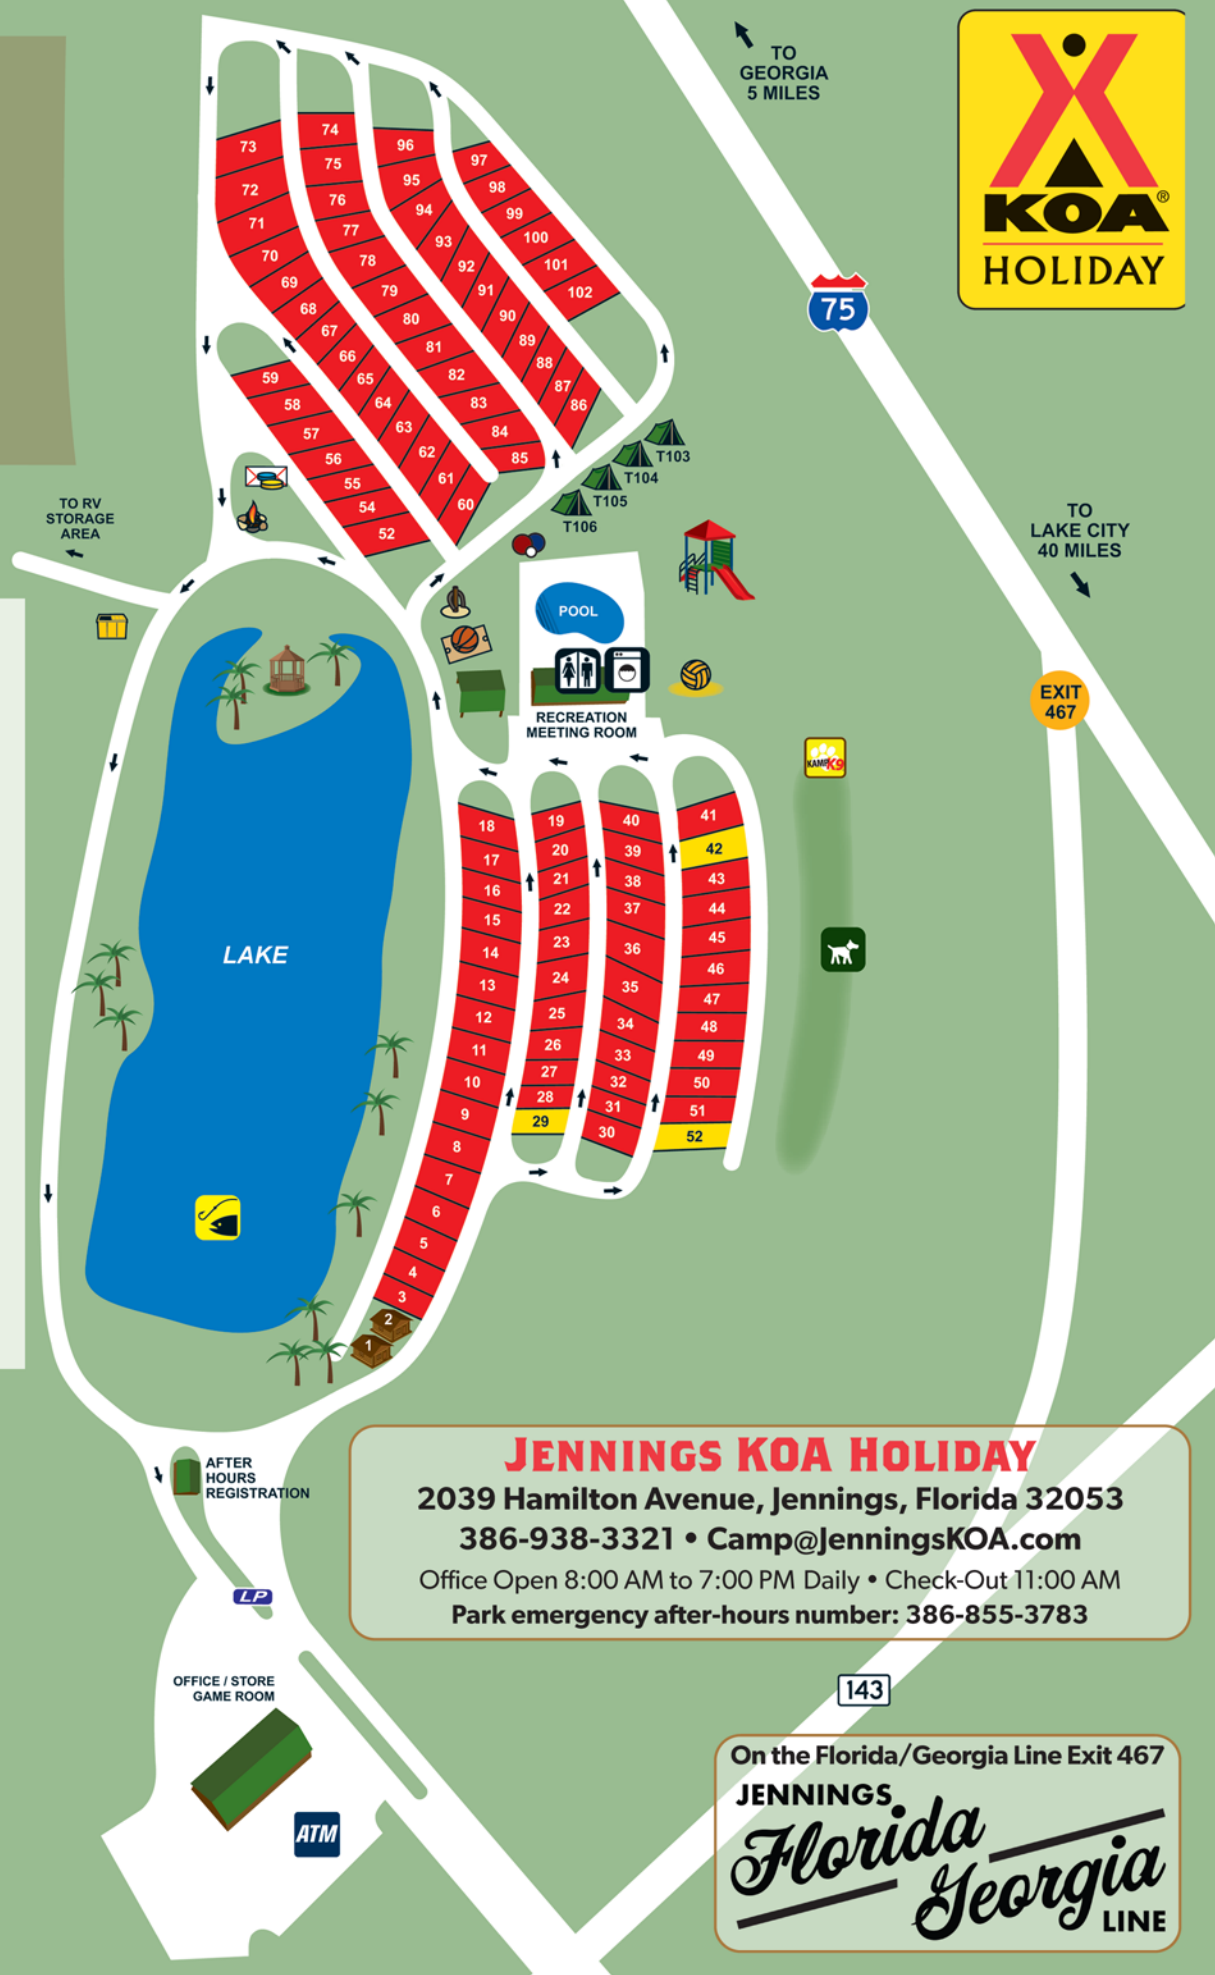 TO
GEORGIA
5 MILES
KOA®
HOLIDAY
75
74
73
75
96
97
72
76
95
98
71
77
94
99
70
78
93
100
69
79
92
101
68
80
91
102
67
81
90
66
82
89
59
65
83
88
58
64
84
87
57
63
85
86
56
62
55
61
54
60
52
T103
T104
T105
T106
TO RV
STORAGE
AREA
TO
LAKE CITY
40 MILES
POOL
RECREATION
MEETING ROOM
EXIT
467
KAMP K9
18
19
40
41
17
20
39
42
16
21
38
43
15
22
37
44
14
23
36
45
13
24
35
46
12
25
34
47
11
26
33
48
10
27
32
49
9
28
31
50
8
29
30
51
7
52
6
5
4
3
2
1
LAKE
AFTER
HOURS
REGISTRATION
LP
OFFICE / STORE
GAME ROOM
ATM
JENNINGS KOA HOLIDAY
2039 Hamilton Avenue, Jennings, Florida 32053
386-938-3321 • Camp@JenningsKOA.com
Office Open 8:00 AM to 7:00 PM Daily • Check-Out 11:00 AM
Park emergency after-hours number: 386-855-3783
143
On the Florida/Georgia Line Exit 467
JENNINGS
Florida
Georgia
LINE